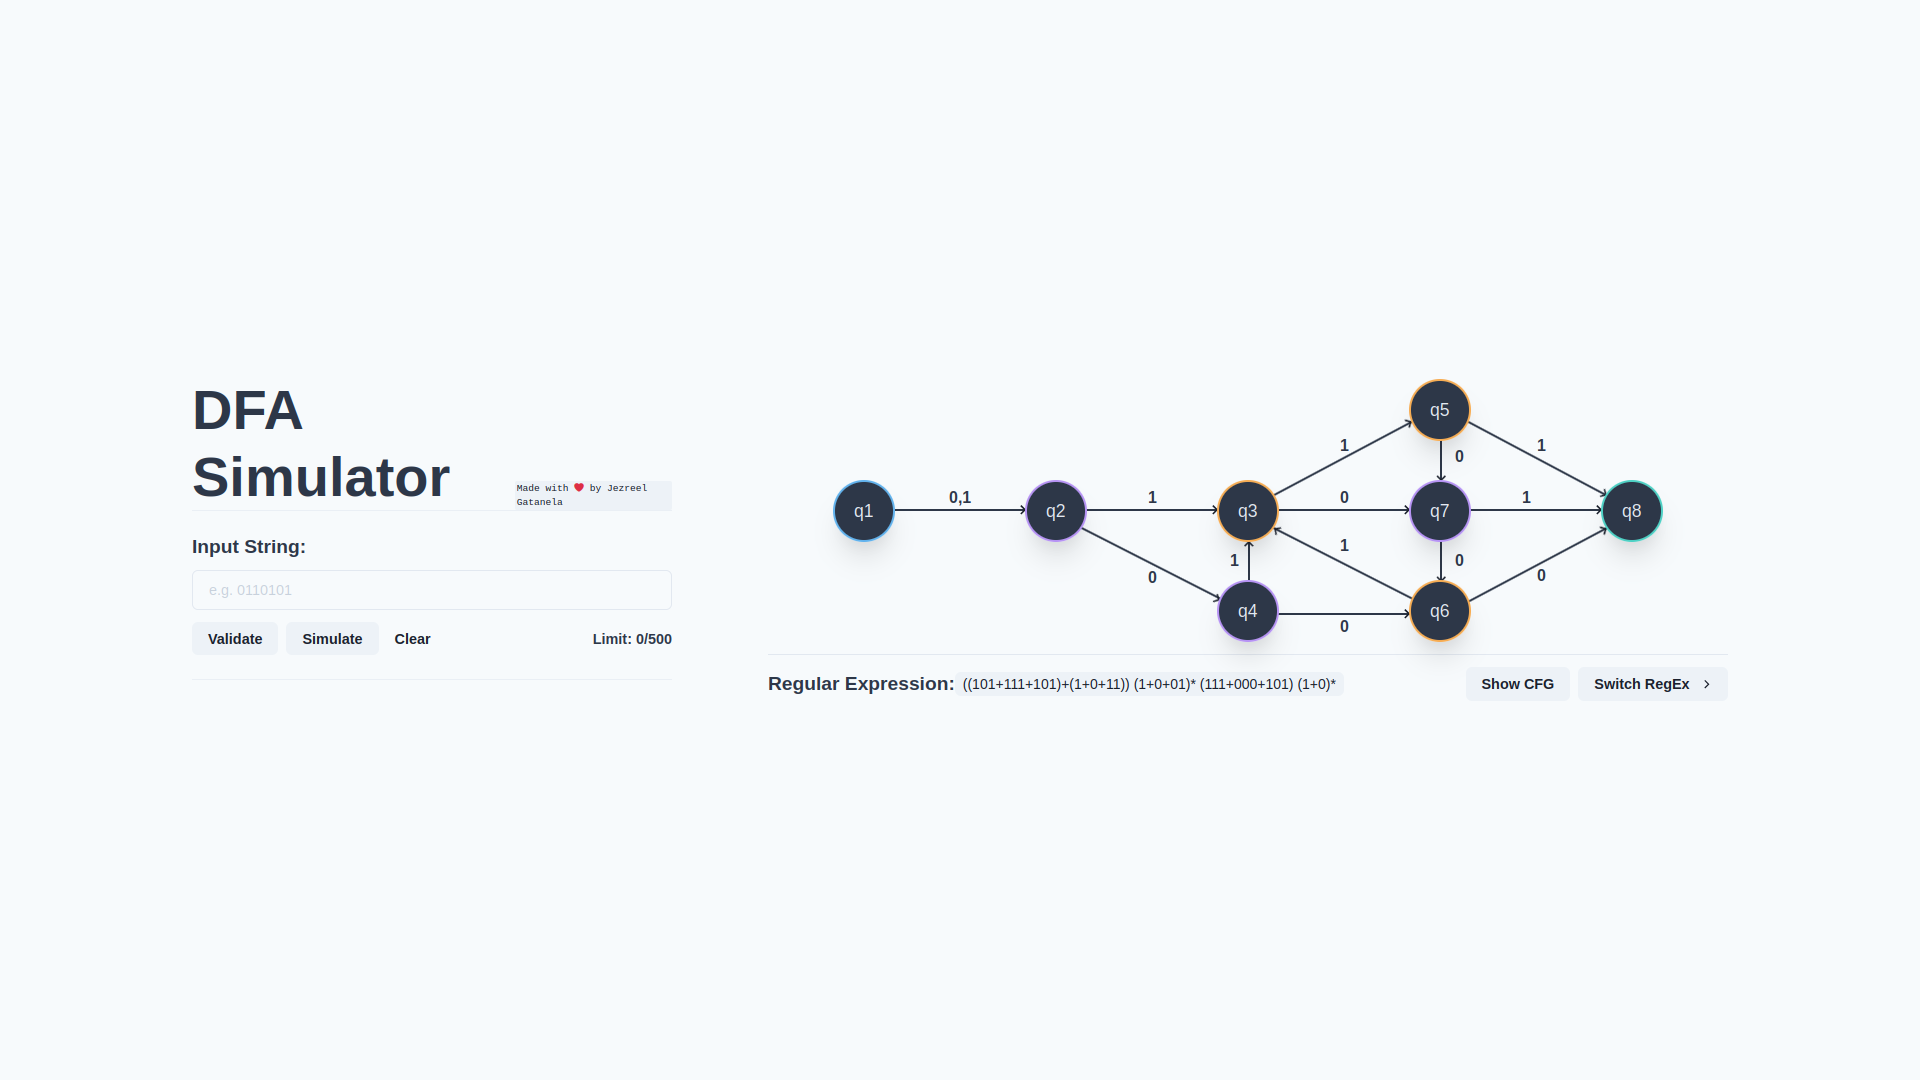 DFA
Simulator
Made with ❤️ by Jezreel
Gatanela
Input String:
e.g. 0110101
Validate
Simulate
Clear
Limit: 0/500
q5
1
1
0
q1
0,1
q2
1
q3
0
q7
1
q8
1
1
0
0
0
q4
q6
0
Regular Expression: ((101+111+101)+(1+0+11)) (1+0+01)* (111+000+101) (1+0)*
Show CFG
Switch RegEx